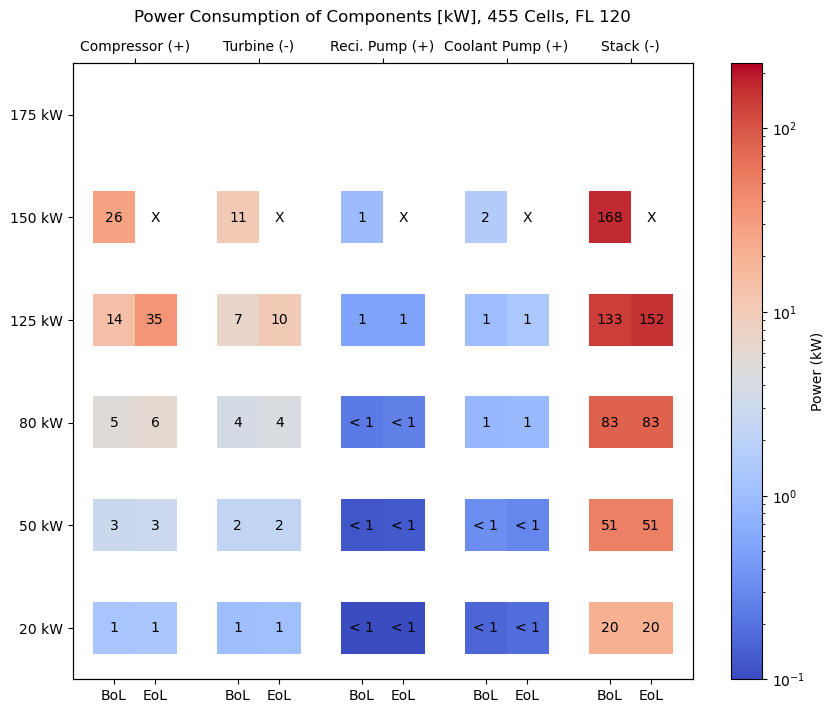 Power Consumption of Components [kW], 455 Cells, FL 120
Compressor (+) Turbine (-) Reci. Pump (+) Coolant Pump (+) Stack (-)
175 kW
150 kW 26 X 11 X 1 X 2 X 168 X
125 kW 14 35 7 10 1 1 1 1 133 152
80 kW 5 6 4 4 < 1 < 1 1 1 83 83
50 kW 3 3 2 2 < 1 < 1 < 1 < 1 51 51
20 kW 1 1 1 1 < 1 < 1 < 1 < 1 20 20
BoL EoL BoL EoL BoL EoL BoL EoL BoL EoL
10²
10¹
10⁰
10⁻¹
Power (kW)